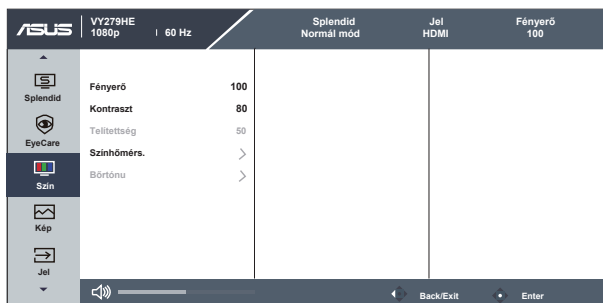 ASUS
VY279HE
1080p | 60 Hz
Splendid
Normál mód
Jel
HDMI
Fényerő
100
Splendid
EyeCare
Szín
Kép
Jel
Fényerő 100
Kontraszt 80
Telítettség 50
Színhőmérs.
Bőrtónu
Back/Exit
Enter